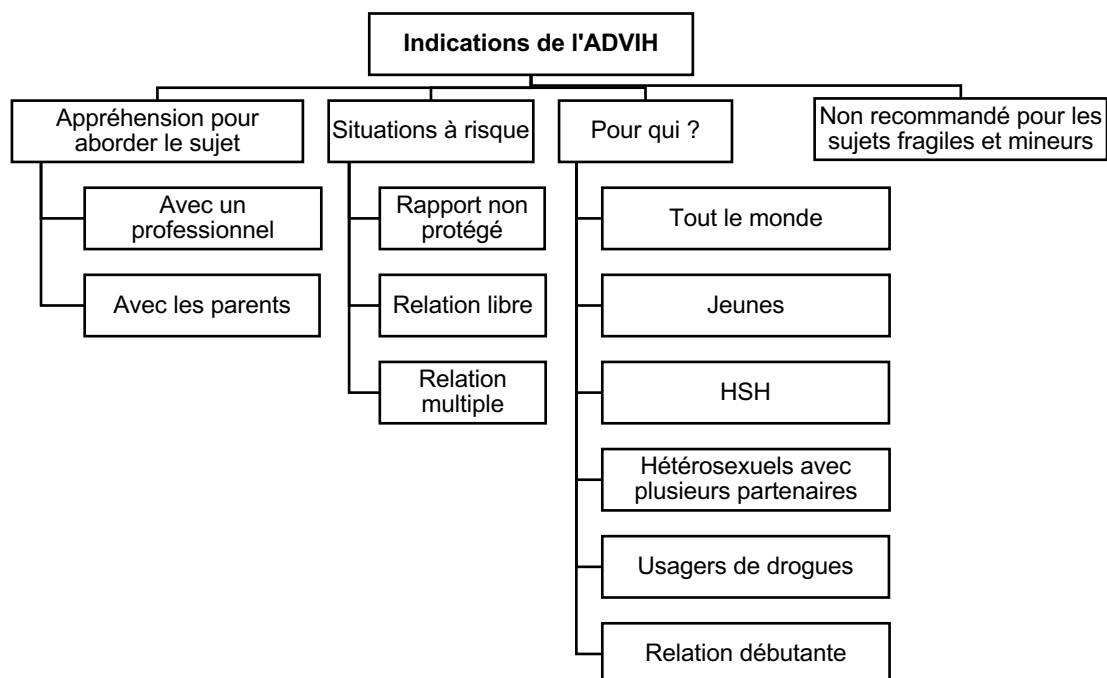 Indications de l'ADVIH
Appréhension pour
aborder le sujet
Avec un
professionnel
Avec les parents
Situations à risque
Rapport non
protégé
Relation libre
Relation
multiple
Pour qui ?
Tout le monde
Jeunes
HSH
Hétérosexuels avec
plusieurs partenaires
Usagers de drogues
Relation débutante
Non recommandé pour les
sujets fragiles et mineurs